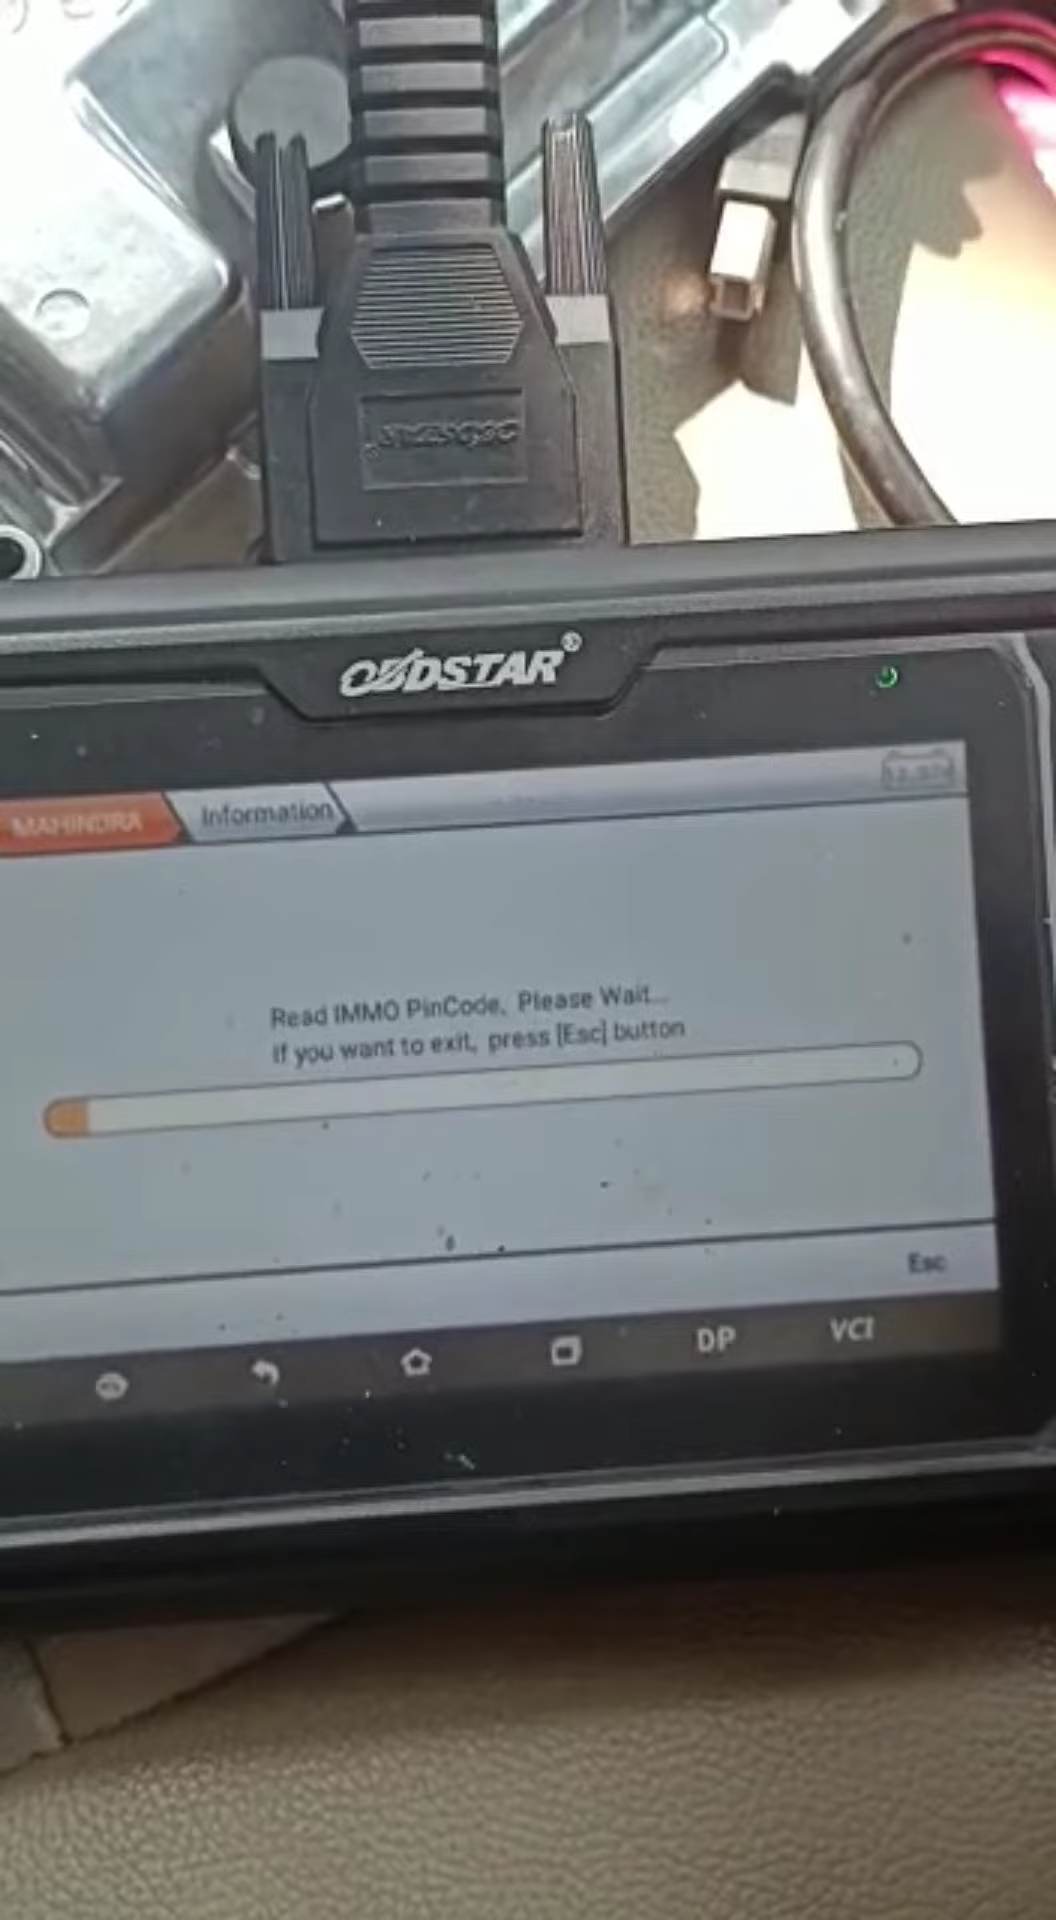 OBDSTAR
OBDSTAR®
MAHINDRA
Information
Read IMMO PinCode, Please Wait...
If you want to exit, press [Esc] button
Esc
DP
VCI